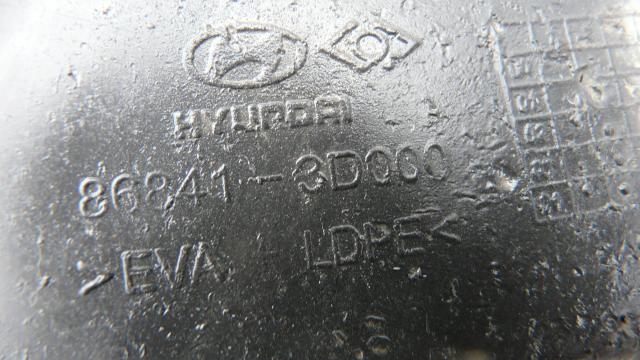 HYUNDAI
86841-3D000
>EVA + LDPE<